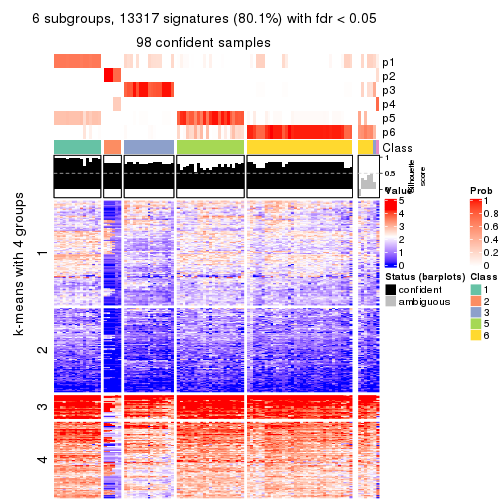 6 subgroups, 13317 signatures (80.1%) with fdr < 0.05
98 confident samples
p1
p2
p3
p4
p5
p6
Class
1
0.5
0
Silhouette
score
k-means with 4 groups
1
2
3
4
Value
5
4
3
2
1
0
Status (barplots)
confident
ambiguous
Prob
1
0.8
0.6
0.4
0.2
0
Class
1
2
3
5
6